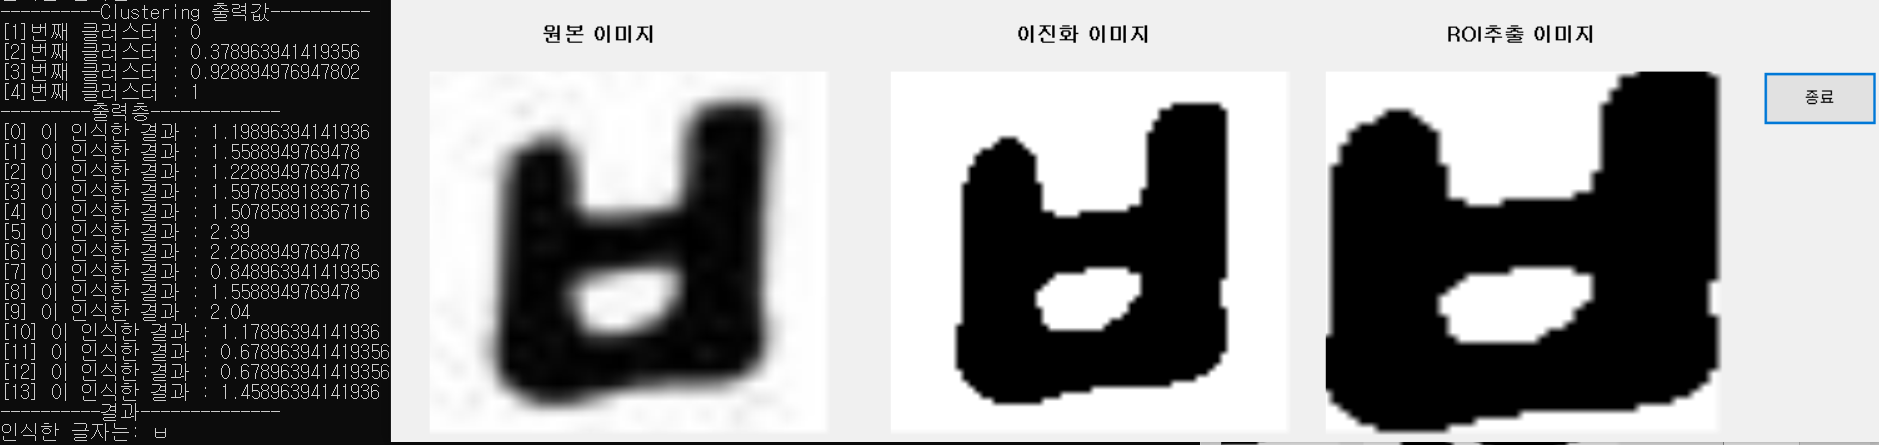 ----------Clustering 출력값----------
[1]번째 클러스터 : 0
[2]번째 클러스터 : 0.378963941419356
[3]번째 클러스터 : 0.928894976947802
[4]번째 클러스터 : 1
---------출력층-------------
[0] 이 인식한 결과 : 1.19896394141936
[1] 이 인식한 결과 : 1.5588949769478
[2] 이 인식한 결과 : 1.2288949769478
[3] 이 인식한 결과 : 1.59785891836716
[4] 이 인식한 결과 : 1.50785891836716
[5] 이 인식한 결과 : 2.39
[6] 이 인식한 결과 : 2.2688949769478
[7] 이 인식한 결과 : 0.848963941419356
[8] 이 인식한 결과 : 1.5588949769478
[9] 이 인식한 결과 : 2.04
[10] 이 인식한 결과 : 1.17896394141936
[11] 이 인식한 결과 : 0.678963941419356
[12] 이 인식한 결과 : 0.678963941419356
[13] 이 인식한 결과 : 1.45896394141936
----------결과--------------
인식한 글자는: ㅂ
원본 이미지
ㅂ
이진화 이미지
ㅂ
ROI추출 이미지
ㅂ
종료